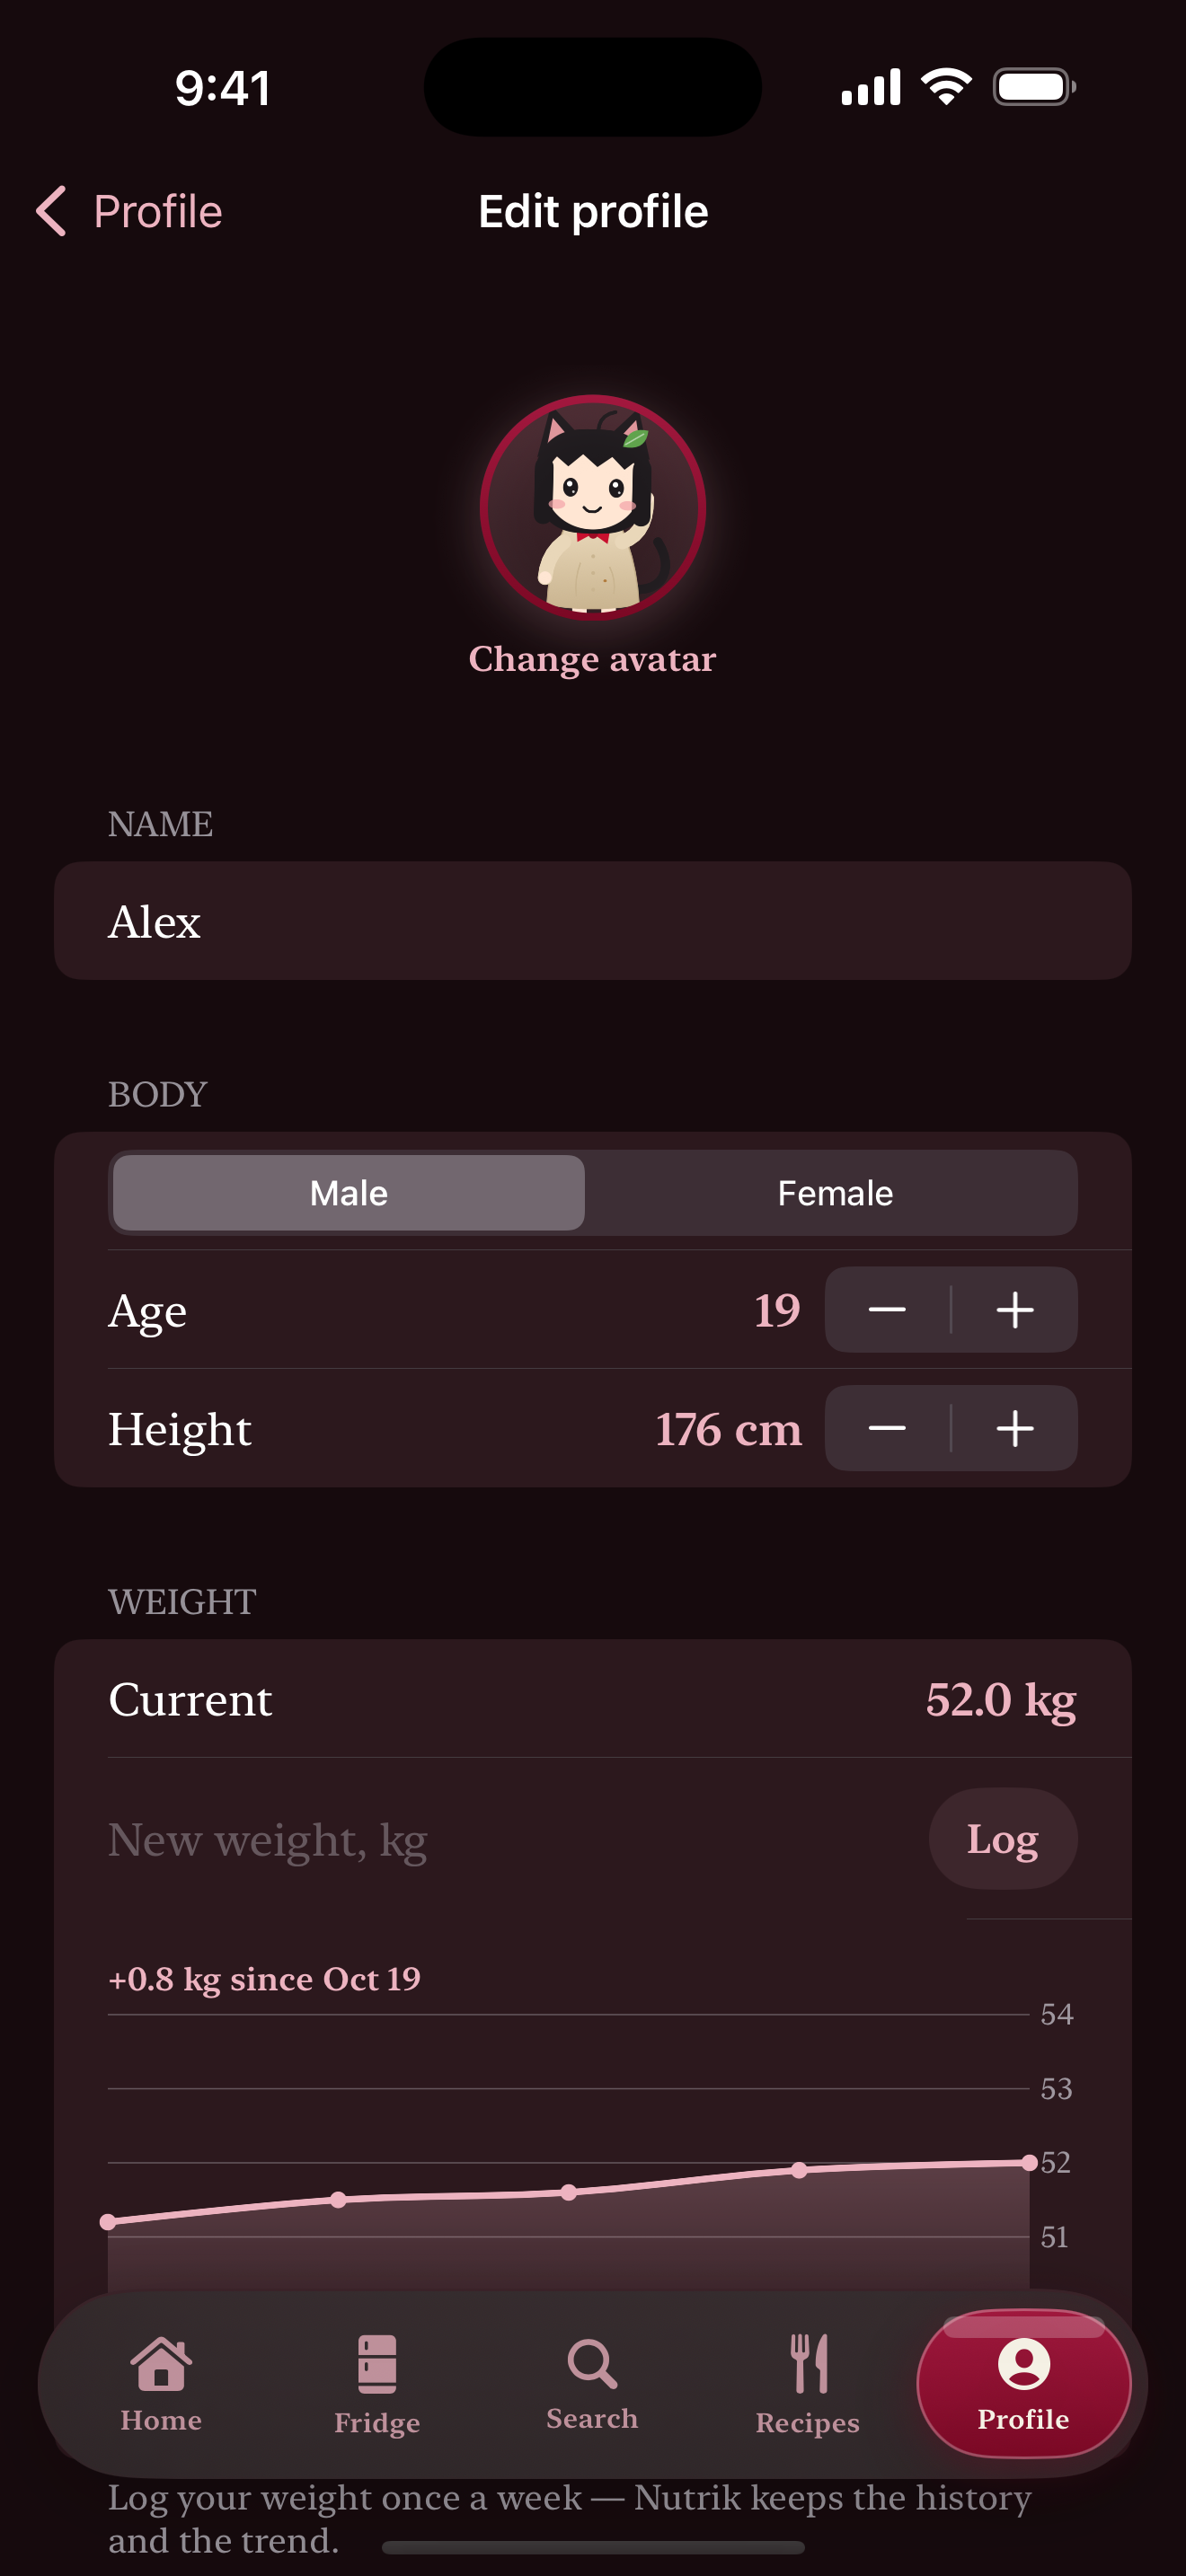 9:41
Profile
Edit profile
Change avatar
NAME
Alex
BODY
Male Female
Age 19
Height 176 cm
WEIGHT
Current 52.0 kg
New weight, kg Log
+0.8 kg since Oct 19
54
53
52
51
Home Fridge Search Recipes Profile
Log your weight once a week — Nutrik keeps the history
and the trend.